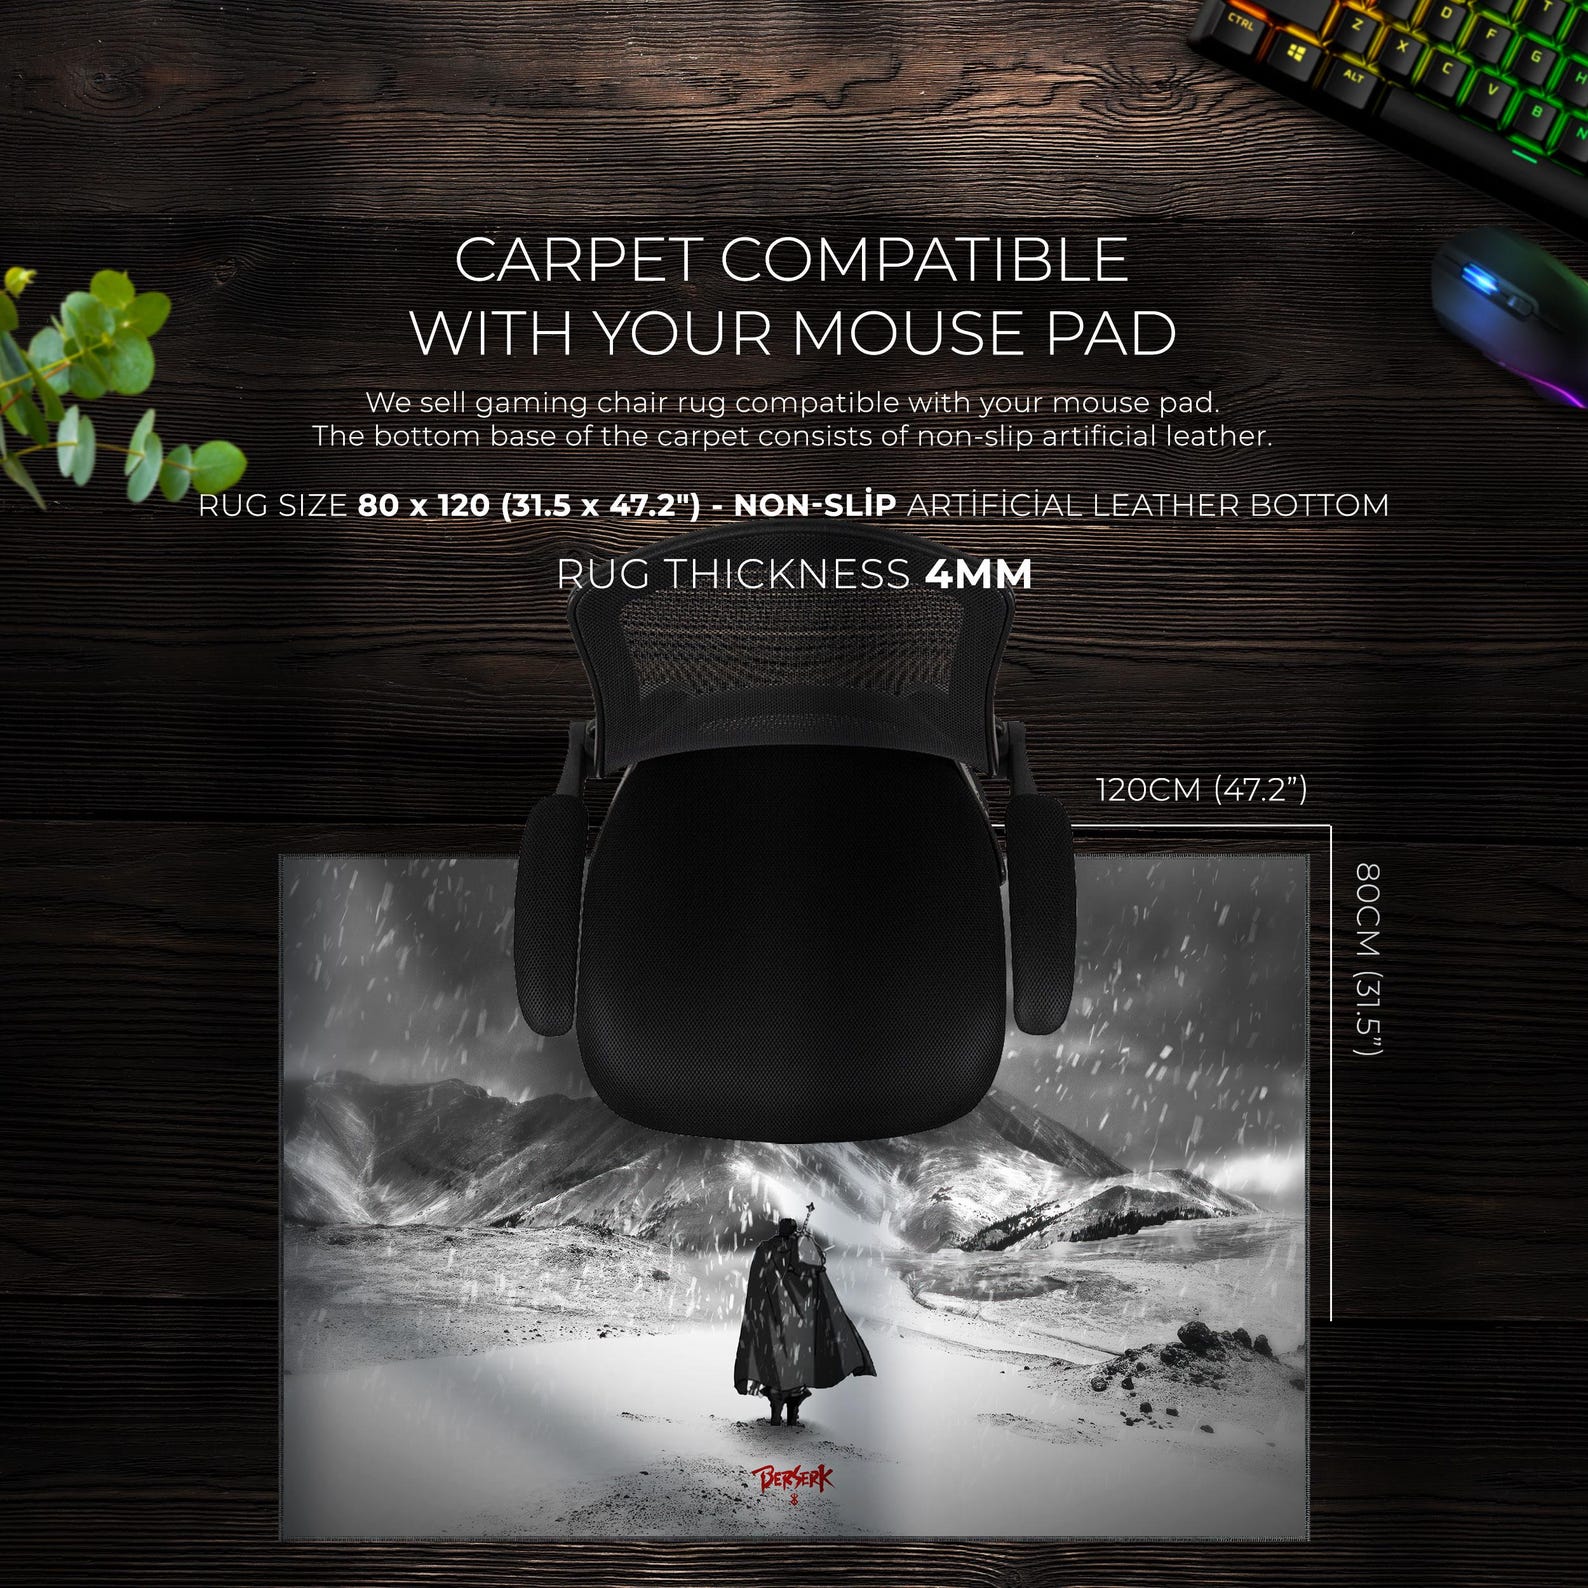 CTRL
ALT
Z
X
C
V
B
N
D
F
G
H
T
CARPET COMPATIBLE
WITH YOUR MOUSE PAD
We sell gaming chair rug compatible with your mouse pad.
The bottom base of the carpet consists of non-slip artificial leather.
RUG SIZE 80 x 120 (31.5 x 47.2") - NON-SLİP ARTİFİCİAL LEATHER BOTTOM
RUG THICKNESS 4MM
120CM (47.2”)
80CM (31.5”)
BERSERK